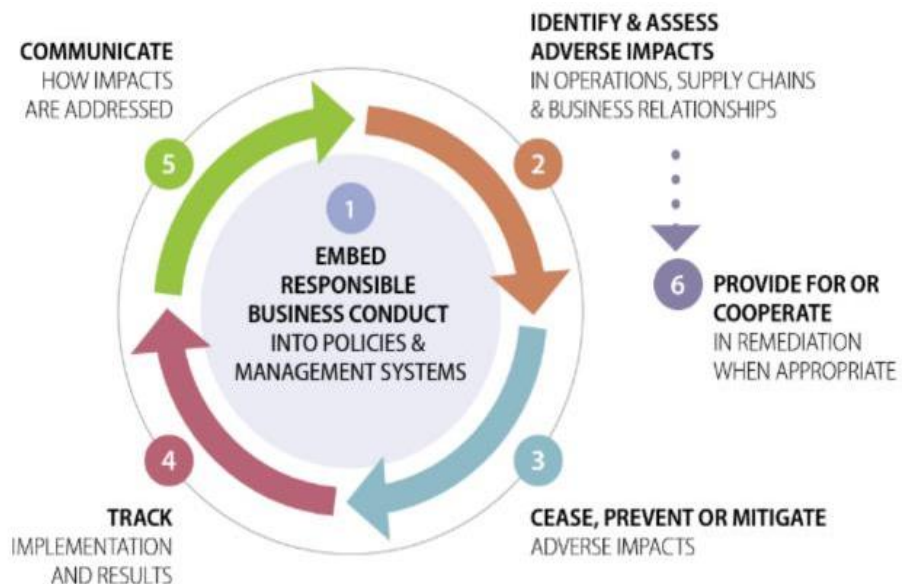 1
EMBED
RESPONSIBLE
BUSINESS CONDUCT
INTO POLICIES &
MANAGEMENT SYSTEMS
2
IDENTIFY & ASSESS
ADVERSE IMPACTS
IN OPERATIONS, SUPPLY CHAINS
& BUSINESS RELATIONSHIPS
3
CEASE, PREVENT OR MITIGATE
ADVERSE IMPACTS
4
TRACK
IMPLEMENTATION
AND RESULTS
5
COMMUNICATE
HOW IMPACTS
ARE ADDRESSED
6
PROVIDE FOR OR
COOPERATE
IN REMEDIATION
WHEN APPROPRIATE